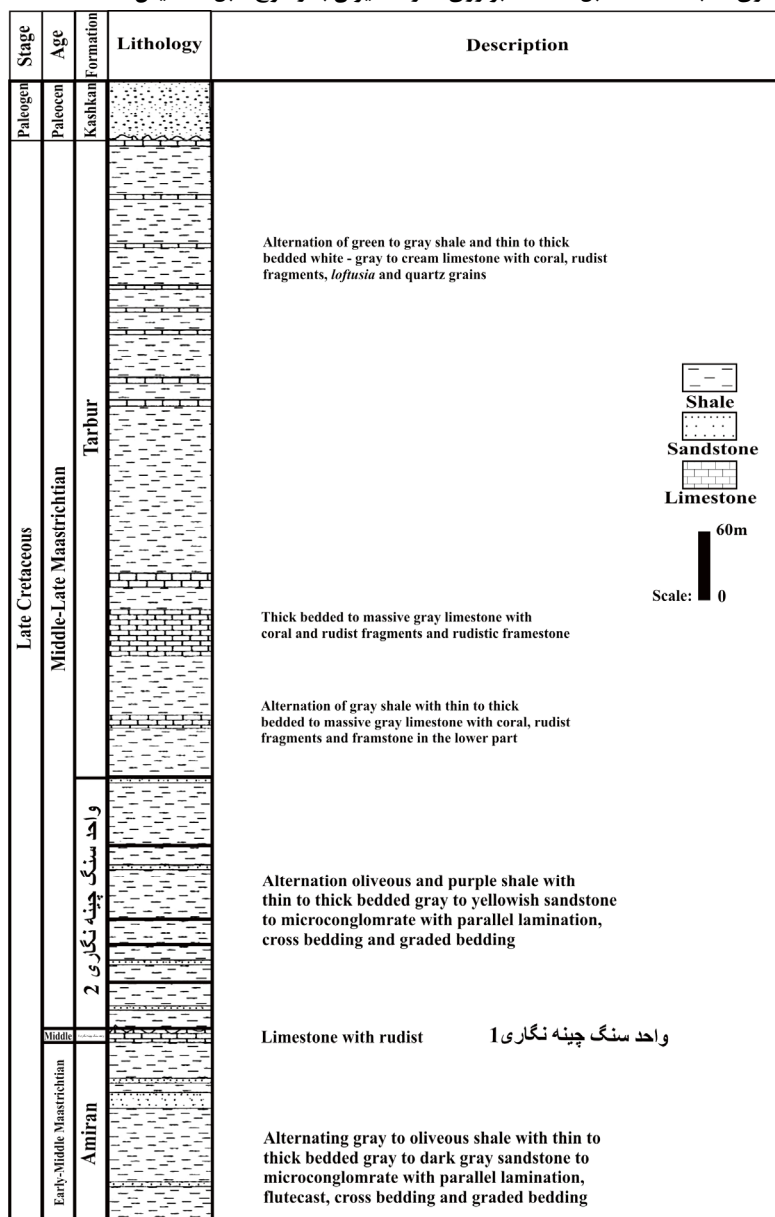 Stage
Age
Formation
Lithology
Description
Paleogen
Paleocen
Kashkan
Alternation of green to gray shale and thin to thick
bedded white - gray to cream limestone with coral, rudist
fragments, loftusia and quartz grains
Shale
Sandstone
Limestone
60m
Scale:
0
Late Cretaceous
Middle-Late Maastrichtian
Tarbur
Thick bedded to massive gray limestone with
coral and rudist fragments and rudistic framestone
Alternation of gray shale with thin to thick
bedded to massive gray limestone with coral, rudist
fragments and framstone in the lower part
واحد سنگ چینه نگاری 2
Alternation oliveous and purple shale with
thin to thick bedded gray to yellowish sandstone
to microconglomrate with parallel lamination,
cross bedding and graded bedding
Middle
Limestone with rudist
واحد سنگ چینه نگاری1
Early-Middle Maastrichtian
Amiran
Alternating gray to oliveous shale with thin to
thick bedded gray to dark gray sandstone to
microconglomrate with parallel lamination,
flutecast, cross bedding and graded bedding